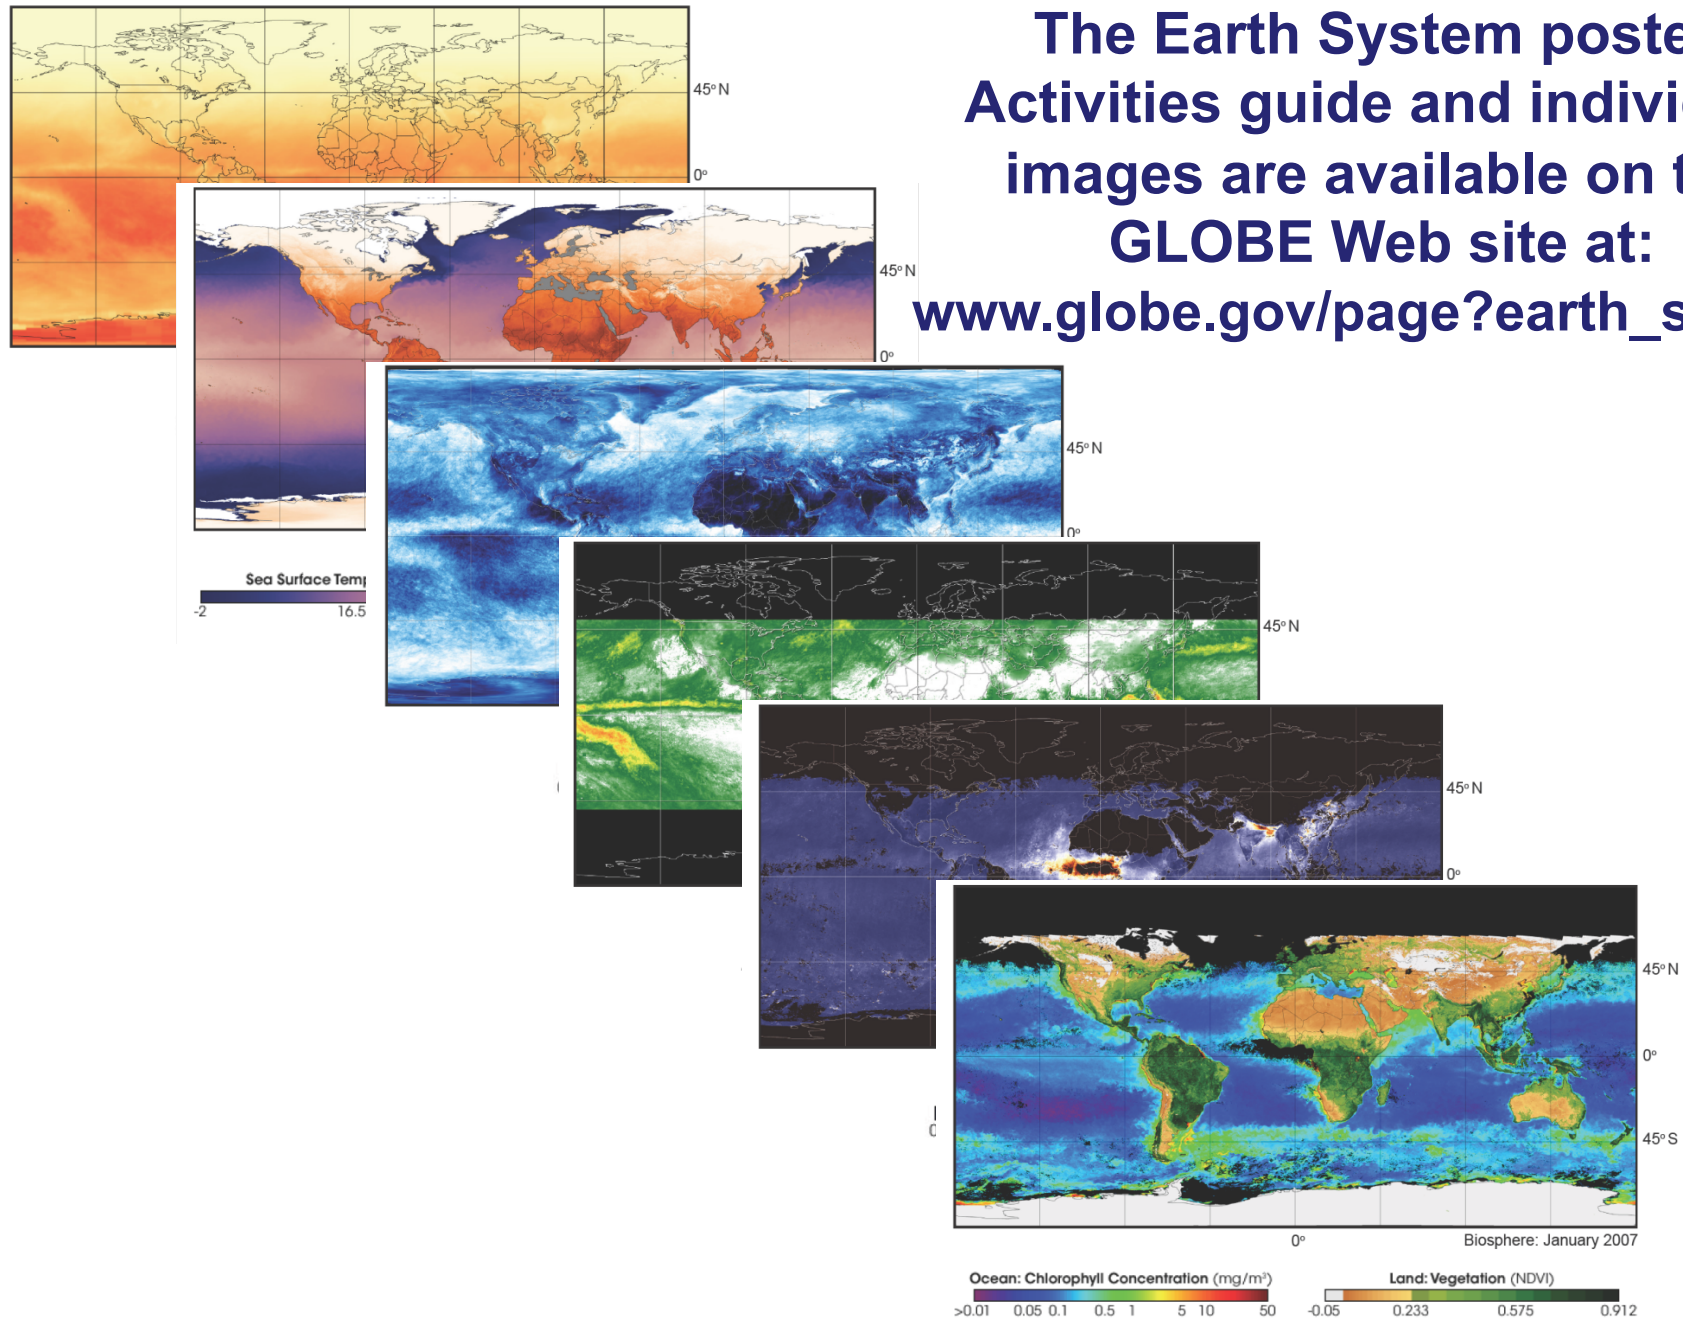 The Earth System poste
Activities guide and individ
images are available on t
GLOBE Web site at:
www.globe.gov/page?earth_s
45° N
0°
45° N
0°
Sea Surface Temp
-2 16.5
45° N
0°
45° N
45° N
0°
45° N
0°
45° S
0°
Biosphere: January 2007
Ocean: Chlorophyll Concentration (mg/m³)
>0.01 0.05 0.1 0.5 1 5 10 50
Land: Vegetation (NDVI)
-0.05 0.233 0.575 0.912